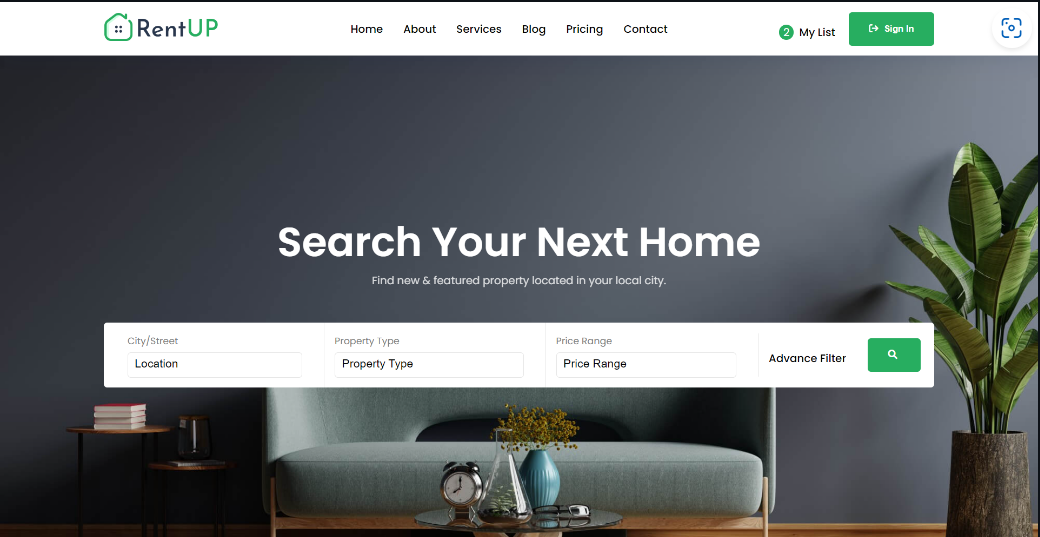 RentUP
Home About Services Blog Pricing Contact
2 My List
Sign In
Search Your Next Home
Find new & featured property located in your local city.
City/Street
Location
Property Type
Property Type
Price Range
Price Range
Advance Filter